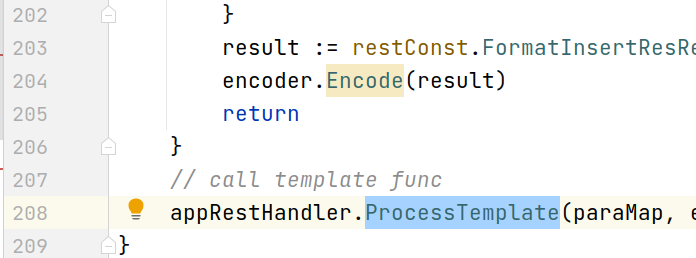 202 }
203 result := restConst.FormatInsertResRe
204 encoder.Encode(result)
205 return
206 }
207 // call template func
208 appRestHandler.ProcessTemplate(paraMap, e
209 }